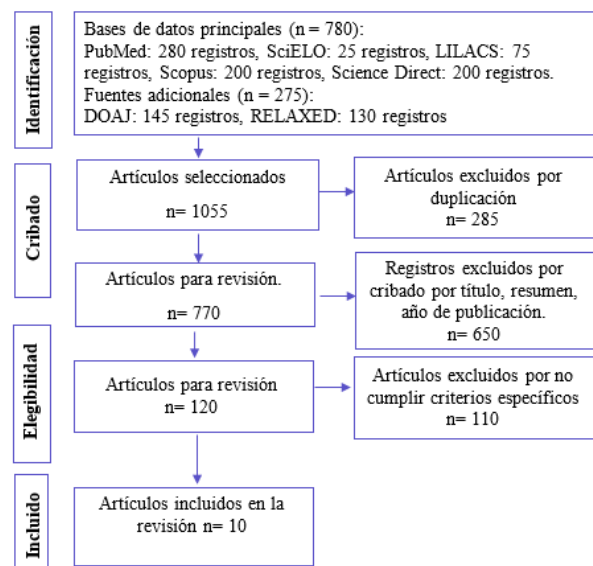 Identificación
Bases de datos principales (n = 780):
PubMed: 280 registros, SciELO: 25 registros, LILACS: 75
registros, Scopus: 200 registros, Science Direct: 200 registros.
Fuentes adicionales (n = 275):
DOAJ: 145 registros, RELAXED: 130 registros
Cribado
Artículos seleccionados
n= 1055
Artículos excluidos por
duplicación
n= 285
Artículos para revisión.
n= 770
Registros excluidos por
cribado por título, resumen,
año de publicación.
n= 650
Elegibilidad
Artículos para revisión
n= 120
Artículos excluidos por no
cumplir criterios específicos
n= 110
Incluido
Artículos incluidos en la
revisión n= 10